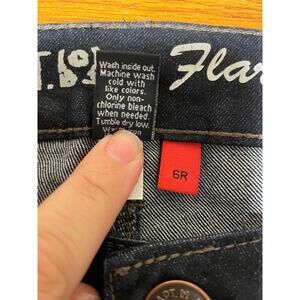 Flar
Wash inside out.
Machine wash
cold with
like colors.
Only non-
chlorine bleach
when needed.
Tumble dry low.
6R
APT.